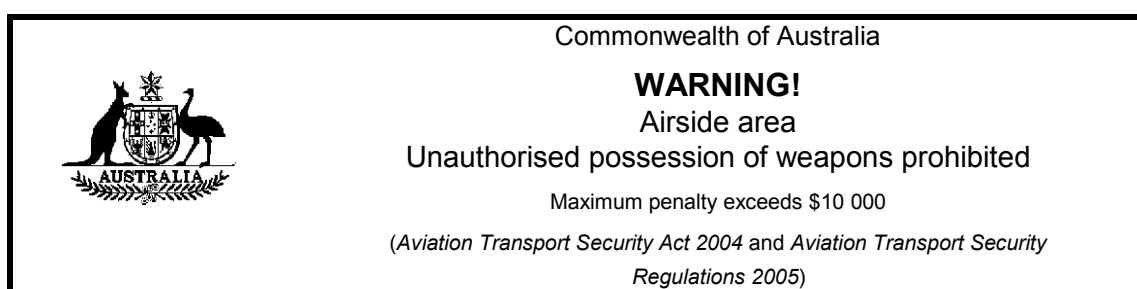 Commonwealth of Australia
WARNING!
Airside area
Unauthorised possession of weapons prohibited
Maximum penalty exceeds $10 000
(Aviation Transport Security Act 2004 and Aviation Transport Security
Regulations 2005)
AUSTRALIA